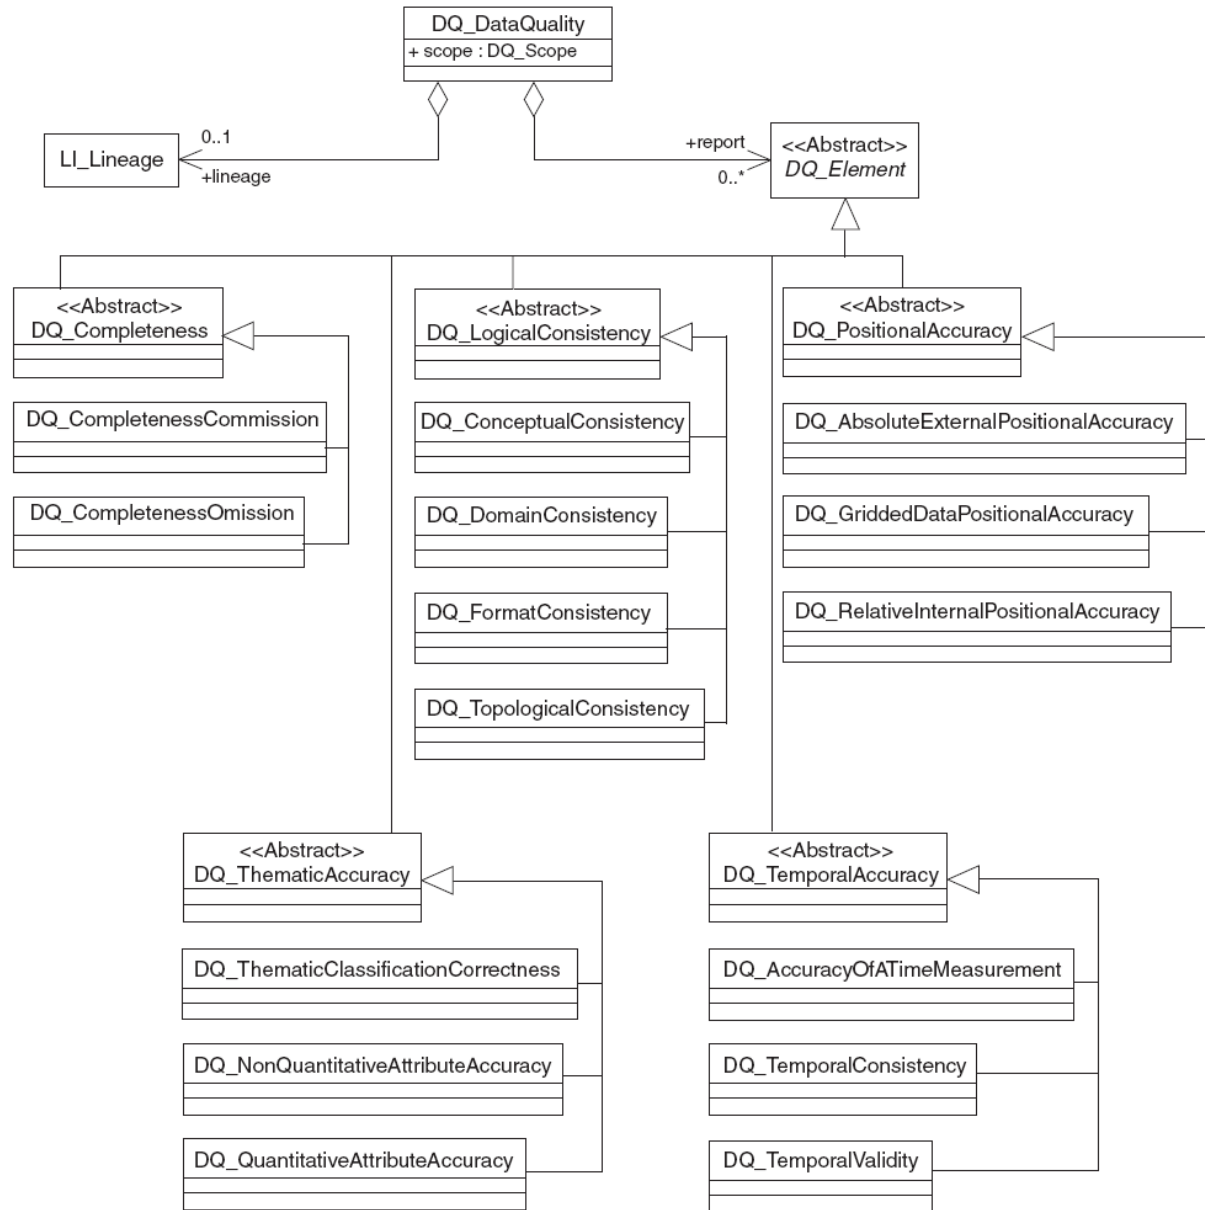 DQ_DataQuality
+ scope : DQ_Scope
0..1
+lineage
LI_Lineage
+report
0..*
<<Abstract>>
DQ_Element
<<Abstract>>
DQ_Completeness
DQ_CompletenessCommission
DQ_CompletenessOmission
<<Abstract>>
DQ_LogicalConsistency
DQ_ConceptualConsistency
DQ_DomainConsistency
DQ_FormatConsistency
DQ_TopologicalConsistency
<<Abstract>>
DQ_PositionalAccuracy
DQ_AbsoluteExternalPositionalAccuracy
DQ_GriddedDataPositionalAccuracy
DQ_RelativeInternalPositionalAccuracy
<<Abstract>>
DQ_ThematicAccuracy
DQ_ThematicClassificationCorrectness
DQ_NonQuantitativeAttributeAccuracy
DQ_QuantitativeAttributeAccuracy
<<Abstract>>
DQ_TemporalAccuracy
DQ_AccuracyOfATimeMeasurement
DQ_TemporalConsistency
DQ_TemporalValidity